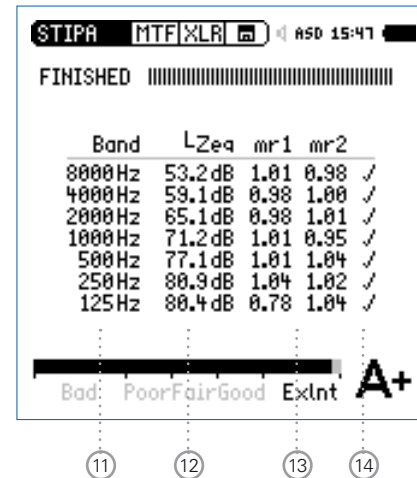 STIPA MTF XLR ASD 15:47
FINISHED
Band LZeq mr1 mr2
8000Hz 53.2dB 1.01 0.98 ✓
4000Hz 59.1dB 0.98 1.00 ✓
2000Hz 65.1dB 0.98 1.01 ✓
1000Hz 71.2dB 1.01 0.95 ✓
500Hz 77.1dB 1.01 1.04 ✓
250Hz 80.9dB 1.04 1.02 ✓
125Hz 80.4dB 0.78 1.04 ✓
Bad Poor Fair Good Exlnt A+
11 12 13 14